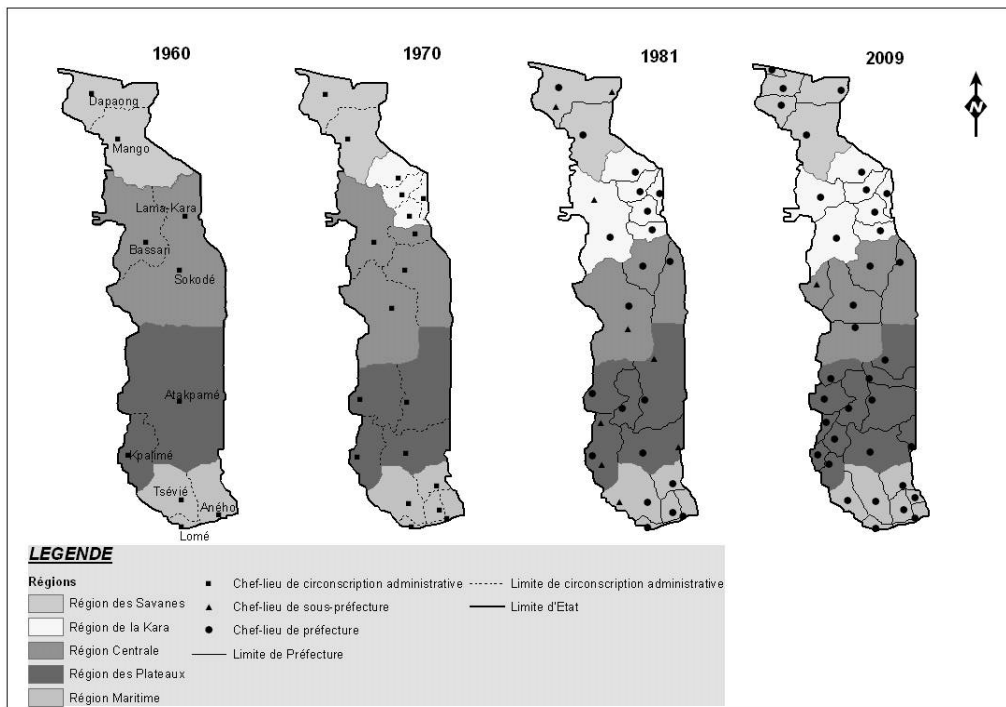 1960
1970
1981
2009
N
Dapaong
Mango
Lama-Kara
Bassari
Sokodé
Atakpamé
Kpalimé
Tsévié
Aného
Lomé
LEGENDE
Régions
Région des Savanes
Région de la Kara
Région Centrale
Région des Plateaux
Région Maritime
Chef-lieu de circonscription administrative
Chef-lieu de sous-préfecture
Chef-lieu de préfecture
Limite de Préfecture
Limite de circonscription administrative
Limite d'Etat